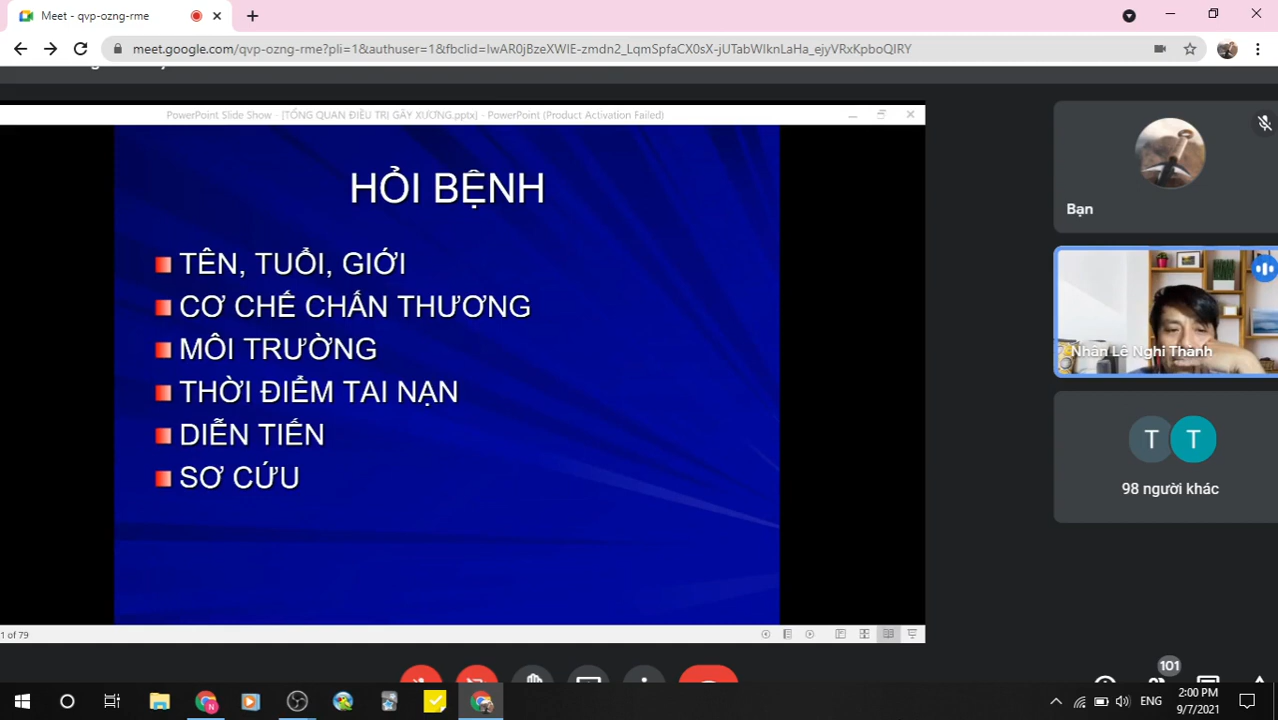 Meet - qvp-ozng-rme
meet.google.com/qvp-ozng-rme?pli=1&authuser=1&fbclid=IwAR0jBzeXWIE-zmdn2_LqmSpfaCX0sX-jUTabWIknLaHa_ejyVRxKpboQIRY
PowerPoint Slide Show - [TỔNG QUAN ĐIỀU TRỊ GÃY XƯƠNG.pptx] - PowerPoint (Product Activation Failed)
HỎI BỆNH
TÊN, TUỔI, GIỚI
CƠ CHẾ CHẤN THƯƠNG
MÔI TRƯỜNG
THỜI ĐIỂM TAI NẠN
DIỄN TIẾN
SƠ CỨU
1 of 79
Bạn
Nhân Lê Nghi Thành
T T
98 người khác
101
ENG
2:00 PM
9/7/2021